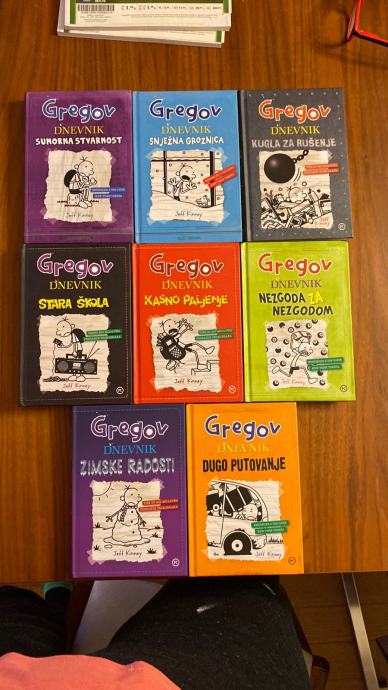 Gregov
DNEVNIK
SUMORNA STVARNOST
Jeff Kinney
Gregov
DNEVNIK
SNJEŽNA GROZNICA
Gregov
DNEVNIK
KUGLA ZA RUŠENJE
Jeff Kinney
Gregov
DNEVNIK
STARA ŠKOLA
Jeff Kinney
Gregov
DNEVNIK
KASNO PALJENJE
Jeff Kinney
Gregov
DNEVNIK
NEZGODA ZA
NEZGODOM
Jeff Kinney
Gregov
DNEVNIK
ZIMSKE RADOSTI
Jeff Kinney
Gregov
DNEVNIK
DUGO PUTOVANJE
Jeff Kinney